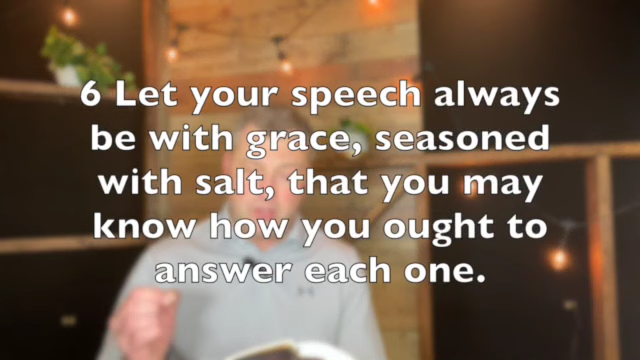 6 Let your speech always
be with grace, seasoned
with salt, that you may
know how you ought to
answer each one.